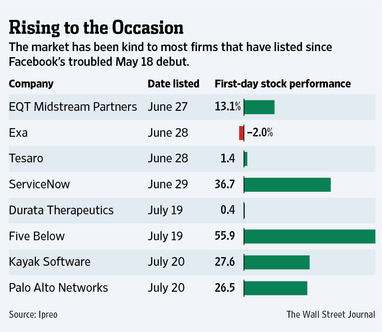 Rising to the Occasion
The market has been kind to most firms that have listed since
Facebook's troubled May 18 debut.
Company Date listed First-day stock performance
EQT Midstream Partners June 27 13.1%
Exa June 28 –2.0%
Tesaro June 28 1.4
ServiceNow June 29 36.7
Durata Therapeutics July 19 0.4
Five Below July 19 55.9
Kayak Software July 20 27.6
Palo Alto Networks July 20 26.5
Source: Ipreo The Wall Street Journal